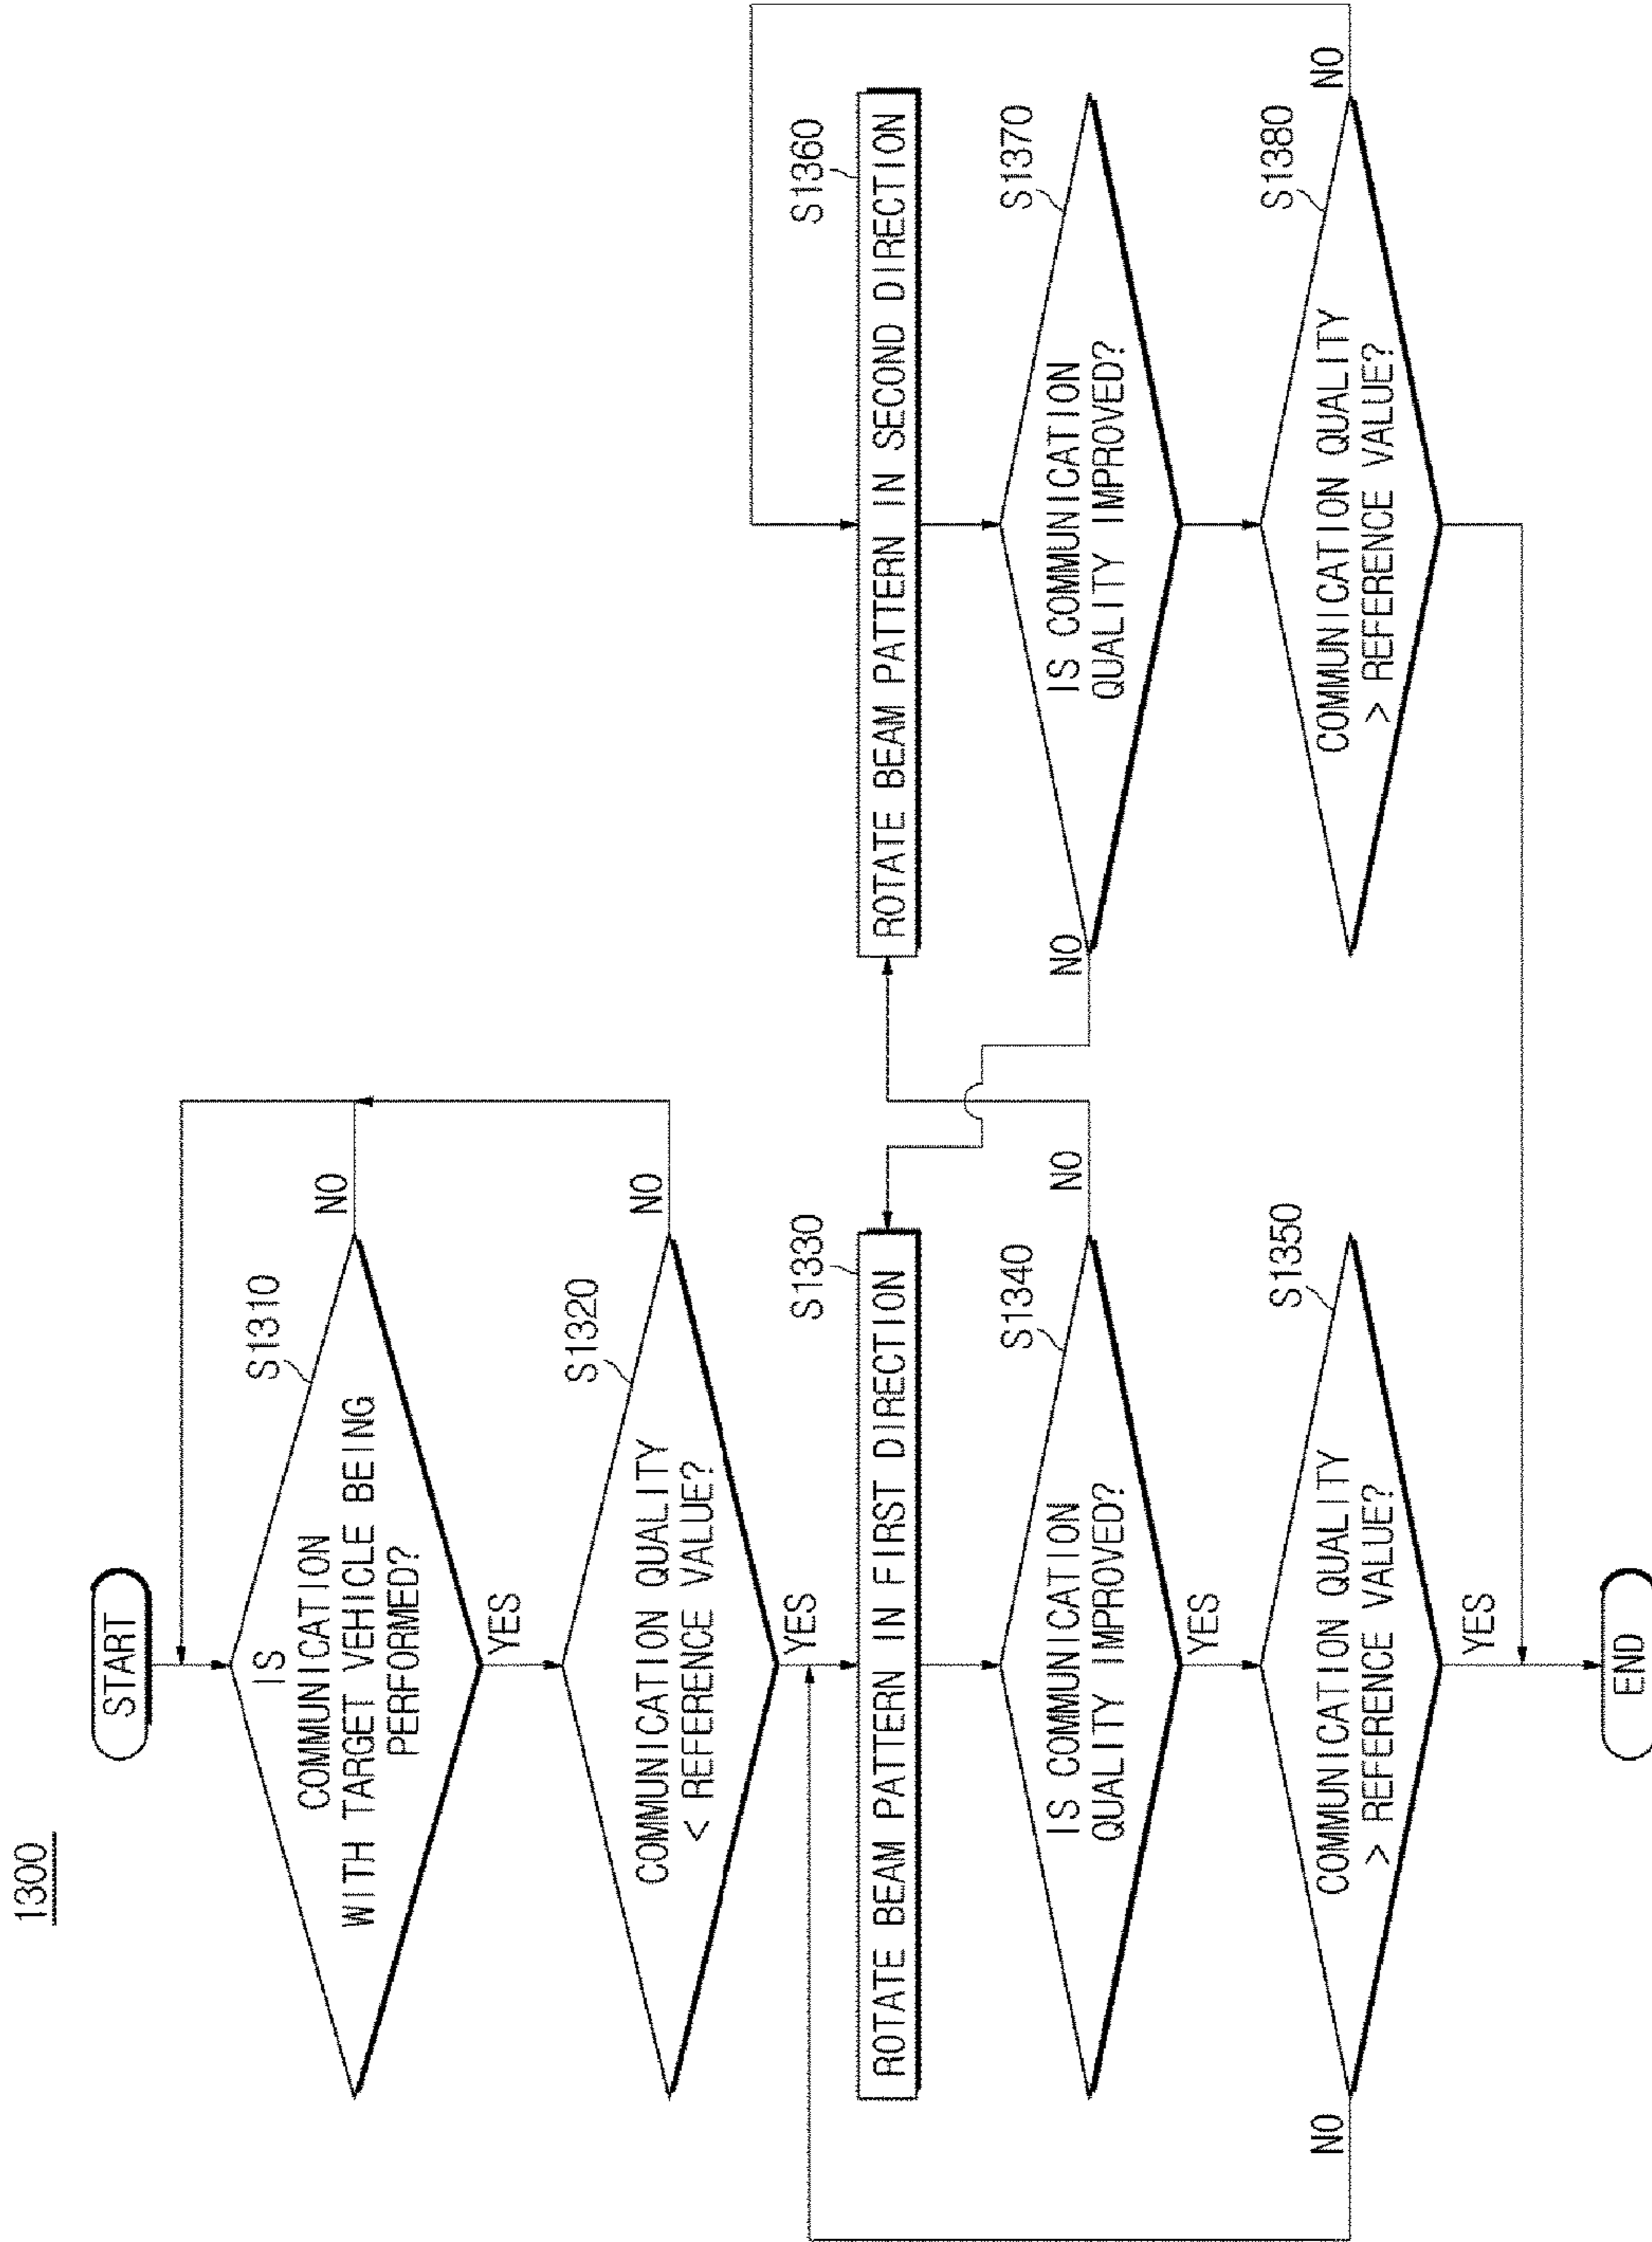 1300
START
IS
COMMUNICATION
WITH TARGET VEHICLE BEING
PERFORMED?
S1310
NO
YES
COMMUNICATION QUALITY
< REFERENCE VALUE?
S1320
NO
YES
ROTATE BEAM PATTERN IN FIRST DIRECTION
S1330
IS COMMUNICATION
QUALITY IMPROVED?
S1340
NO
YES
COMMUNICATION QUALITY
> REFERENCE VALUE?
S1350
NO
YES
END
ROTATE BEAM PATTERN IN SECOND DIRECTION
S1360
IS COMMUNICATION
QUALITY IMPROVED?
S1370
NO
COMMUNICATION QUALITY
> REFERENCE VALUE?
S1380
NO